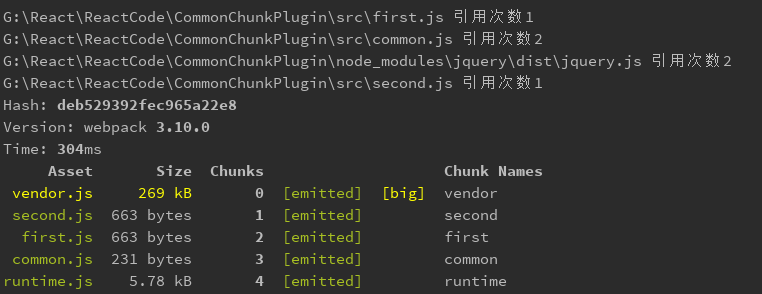 G:\React\ReactCode\CommonChunkPlugin\src\first.js 引用次数1
G:\React\ReactCode\CommonChunkPlugin\src\common.js 引用次数2
G:\React\ReactCode\CommonChunkPlugin\node_modules\jquery\dist\jquery.js 引用次数2
G:\React\ReactCode\CommonChunkPlugin\src\second.js 引用次数1
Hash: deb529392fec965a22e8
Version: webpack 3.10.0
Time: 304ms
Asset Size Chunks Chunk Names
vendor.js 269 kB 0 [emitted] [big] vendor
second.js 663 bytes 1 [emitted] second
first.js 663 bytes 2 [emitted] first
common.js 231 bytes 3 [emitted] common
runtime.js 5.78 kB 4 [emitted] runtime